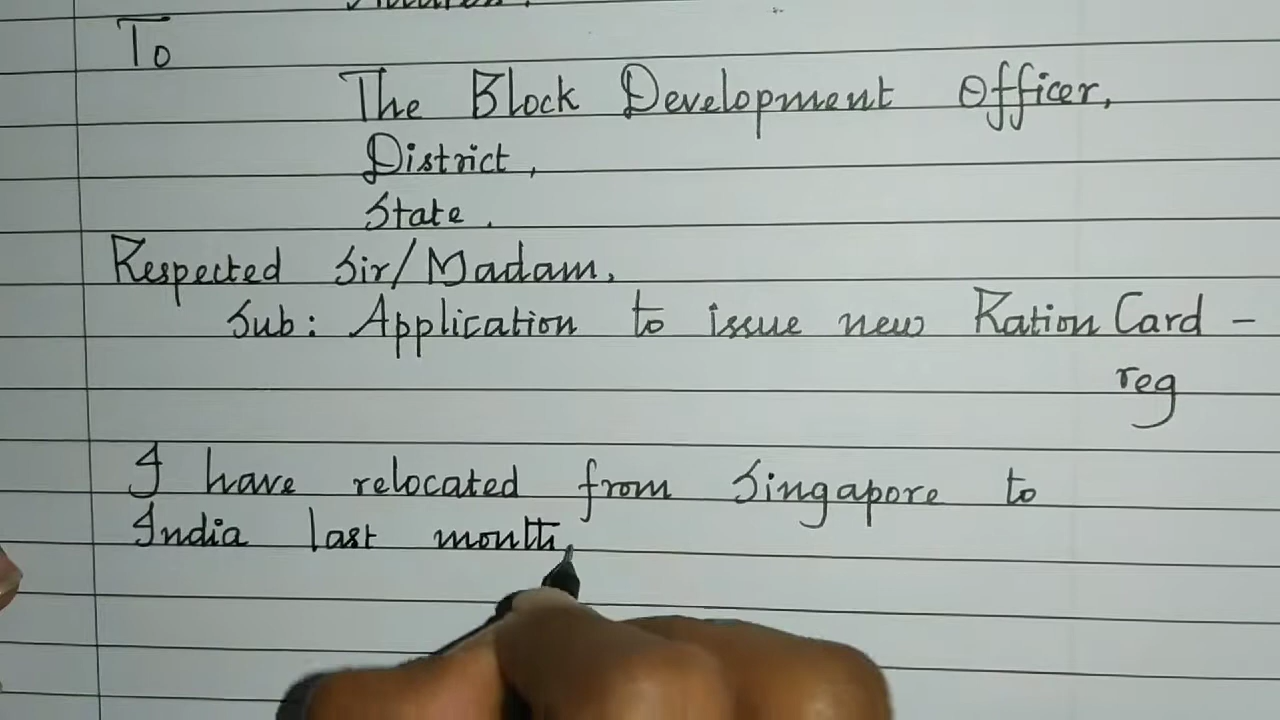 To
The Block Development Officer,
District,
State.
Respected Sir/Madam,
Sub: Application to issue new Ration Card -
reg
I have relocated from Singapore to
India last month,